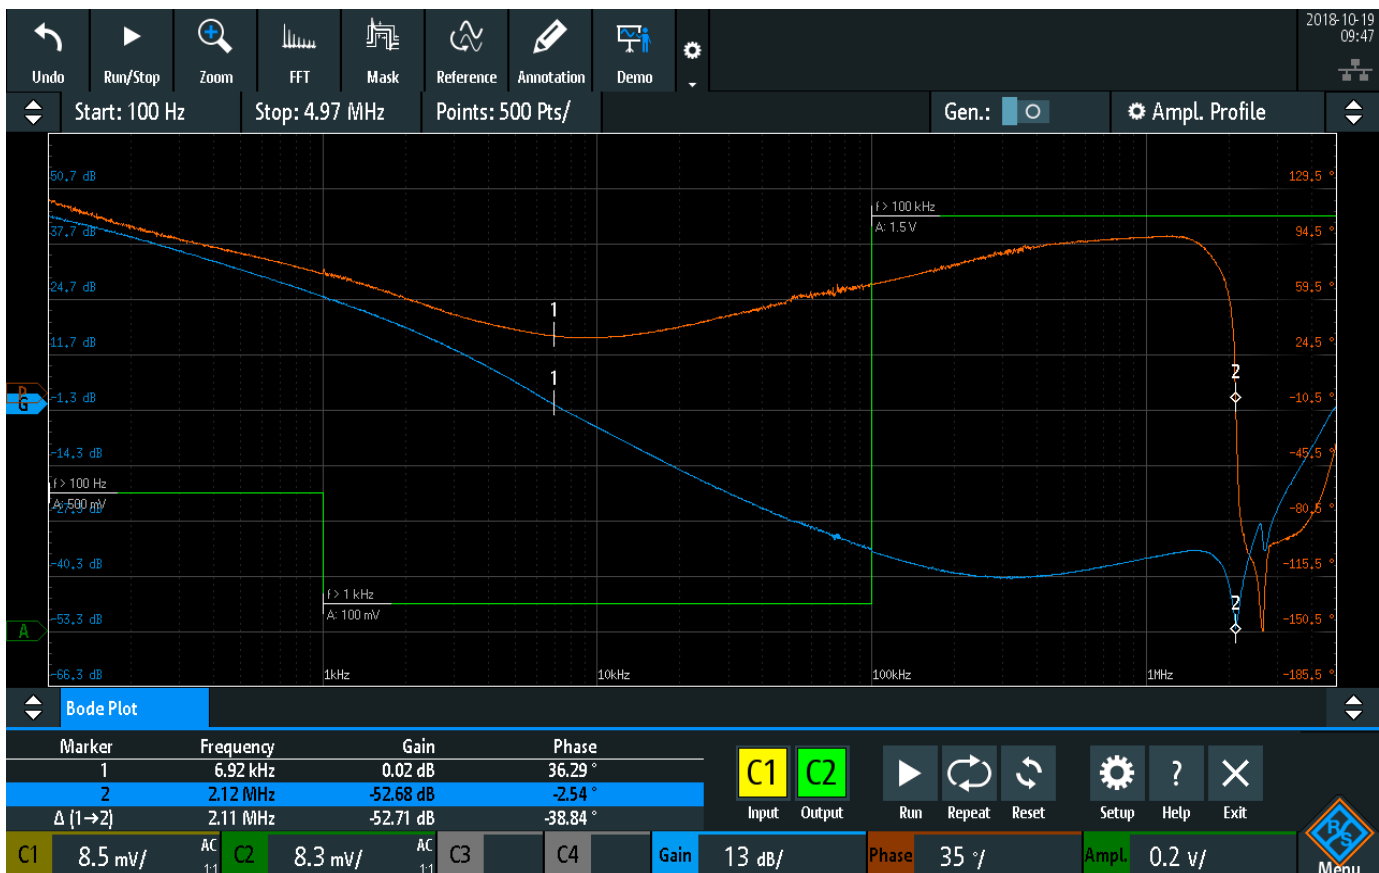 2018-10-19
09:47
Undo Run/Stop Zoom FFT Mask Reference Annotation Demo
Start: 100 Hz Stop: 4.97 MHz Points: 500 Pts/ Gen.: Ampl. Profile
50.7 dB 129.5 °
f > 100 kHz
37.7 dB A: 1.5 V 94.5 °
24.7 dB 59.5 °
1
11.7 dB 24.5 °
1 2
P
G -1.3 dB -10.5 °
-14.3 dB -45.5 °
f > 100 Hz
A: 500 mV
-27.3 dB -80.5 °
-40.3 dB -115.5 °
f > 1 kHz
A: 100 mV
2
A -53.3 dB -150.5 °
-66.3 dB 1kHz 10kHz 100kHz 1MHz -185.5 °
Bode Plot
Marker Frequency Gain Phase
1 6.92 kHz 0.02 dB 36.29 °
2 2.12 MHz -52.68 dB -2.54 °
Δ (1→2) 2.11 MHz -52.71 dB -38.84 °
C1 C2 ?
Input Output Run Repeat Reset Setup Help Exit
R&S
C1 8.5 mV/ AC 1:1 C2 8.3 mV/ AC 1:1 C3 C4 Gain 13 dB/ Phase 35 °/ Ampl. 0.2 V/ Menu